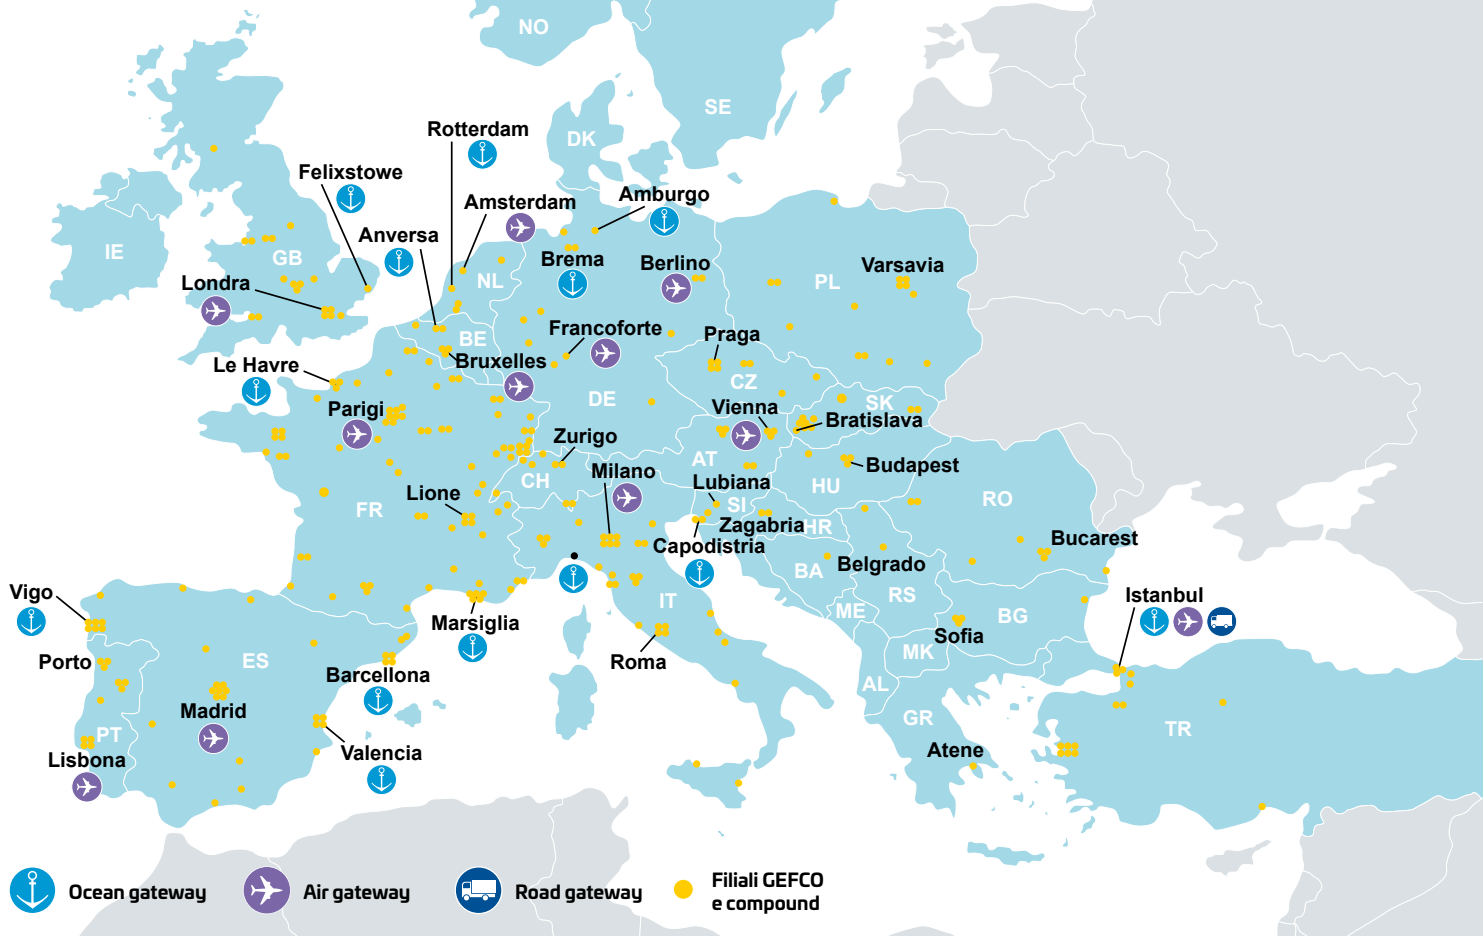 NO
SE
DK
Rotterdam
Felixstowe
Amsterdam
Amburgo
Anversa
IE
GB
Brema
Berlino
Varsavia
Londra
NL
PL
Francoforte
Praga
BE
Bruxelles
Le Havre
CZ
Parigi
DE
Vienna
SK
Bratislava
Zurigo
AT
Budapest
CH
Milano
Lubiana
HU
Lione
SI
RO
FR
Zagabria
HR
Capodistria
Bucarest
Belgrado
BA
Vigo
IT
RS
Istanbul
ME
BG
Marsiglia
Sofia
Porto
ES
Roma
MK
Barcellona
AL
Madrid
GR
PT
TR
Lisbona
Valencia
Atene
Ocean gateway
Air gateway
Road gateway
Filiali GEFCO
e compound